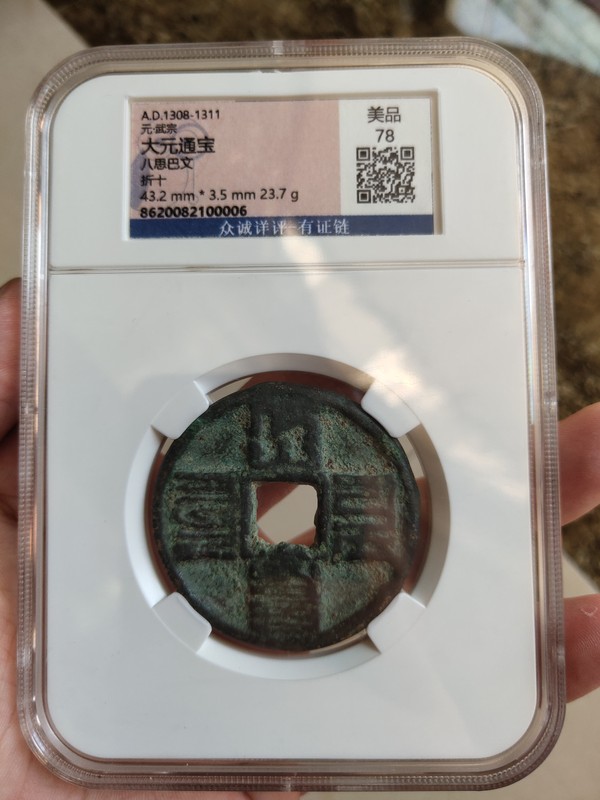 A.D.1308-1311
元·武宗
大元通宝
八思巴文
折十
43.2 mm * 3.5 mm 23.7 g
8620082100006
美品
78
众诚详评 有证链